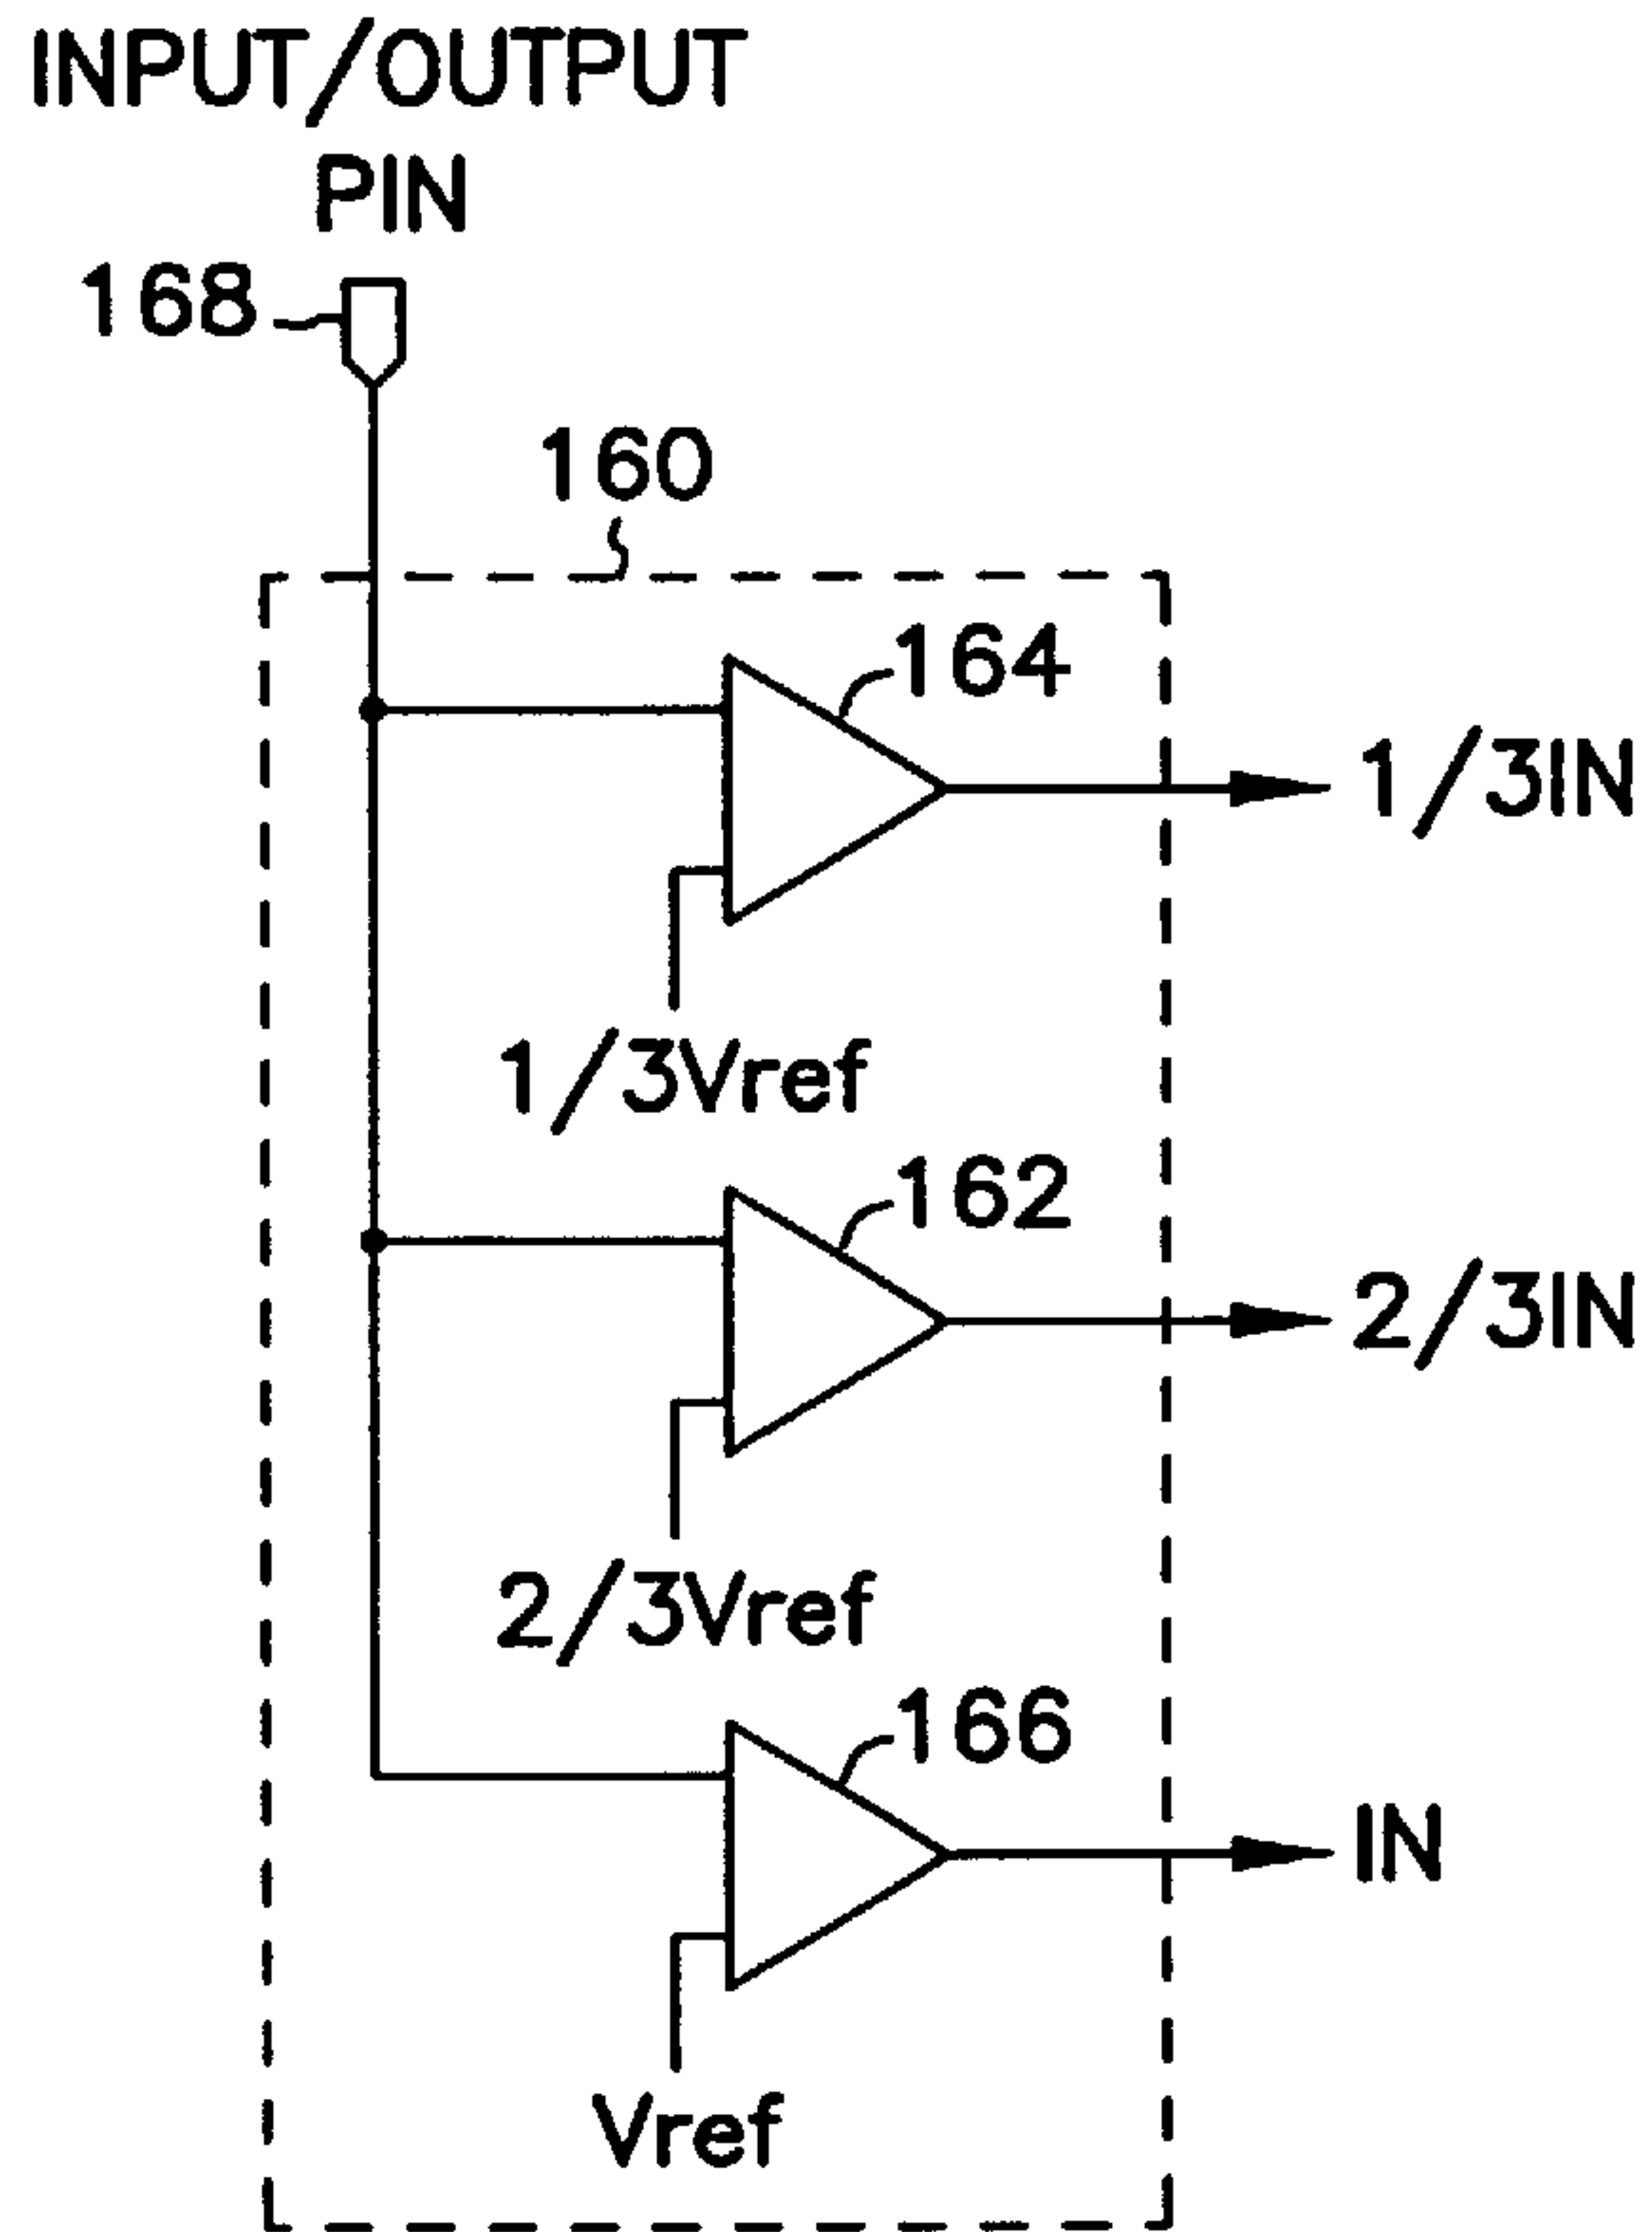 INPUT/OUTPUT
PIN
168
160
164
1/3IN
1/3Vref
162
2/3IN
2/3Vref
166
IN
Vref